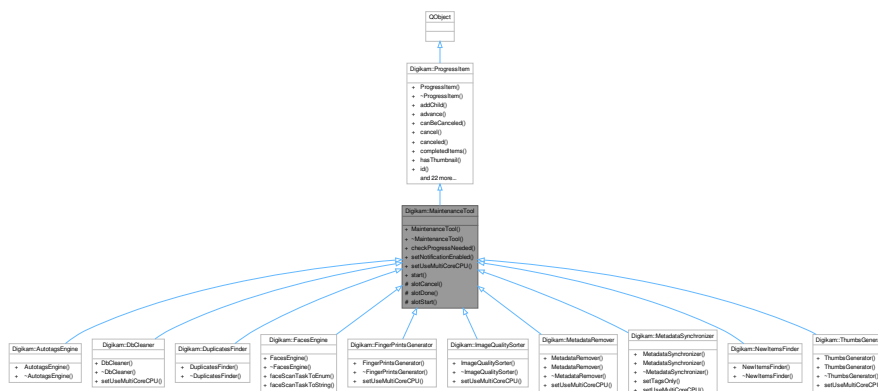 QObject
Digikam::ProgressItem
+ ProgressItem()
+ ~ProgressItem()
+ addChild()
+ advance()
+ canBeCanceled()
+ cancel()
+ canceled()
+ completedItems()
+ hasThumbnail()
+ id()
and 22 more...
Digikam::MaintenanceTool
+ MaintenanceTool()
+ ~MaintenanceTool()
+ checkProgressNeeded()
+ setNotificationEnabled()
+ setUseMultiCoreCPU()
+ start()
# slotCancel()
# slotDone()
# slotStart()
Digikam::AutotagsEngine
+ AutotagsEngine()
+ ~AutotagsEngine()
Digikam::DbCleaner
+ DbCleaner()
+ ~DbCleaner()
+ setUseMultiCoreCPU()
Digikam::DuplicatesFinder
+ DuplicatesFinder()
+ ~DuplicatesFinder()
Digikam::FacesEngine
+ FacesEngine()
+ ~FacesEngine()
+ faceScanTaskToEnum()
+ faceScanTaskToString()
Digikam::FingerPrintsGenerator
+ FingerPrintsGenerator()
+ ~FingerPrintsGenerator()
+ setUseMultiCoreCPU()
Digikam::ImageQualitySorter
+ ImageQualitySorter()
+ ~ImageQualitySorter()
+ setUseMultiCoreCPU()
Digikam::MetadataRemover
+ MetadataRemover()
+ MetadataRemover()
+ ~MetadataRemover()
+ setUseMultiCoreCPU()
Digikam::MetadataSynchronizer
+ MetadataSynchronizer()
+ MetadataSynchronizer()
+ ~MetadataSynchronizer()
+ setTagsOnly()
+ setUseMultiCoreCPU()
Digikam::NewItemsFinder
+ NewItemsFinder()
+ ~NewItemsFinder()
Digikam::ThumbsGener
+ ThumbsGenerator()
+ ThumbsGenerator()
+ ~ThumbsGenerator()
+ setUseMultiCoreCPU